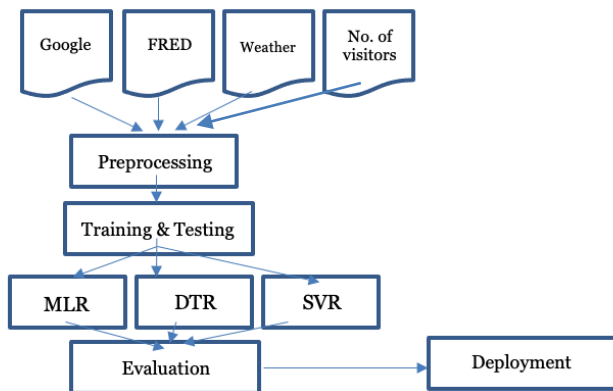 Google
FRED
Weather
No. of
visitors
Preprocessing
Training & Testing
MLR
DTR
SVR
Evaluation
Deployment